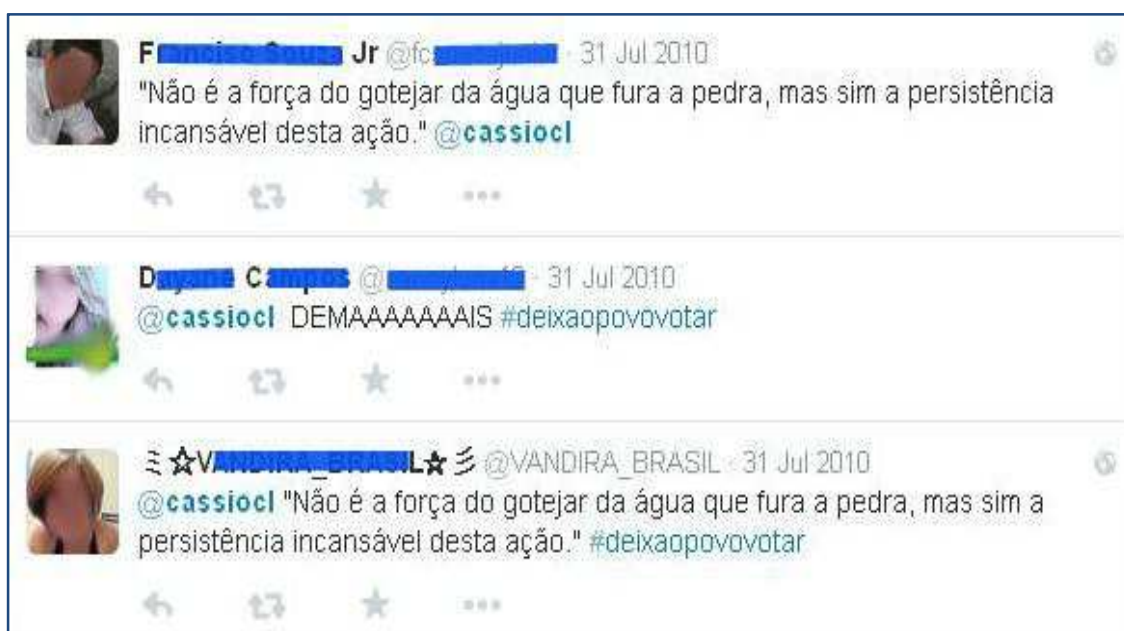 Jr @fc · 31 Jul 2010
"Não é a força do gotejar da água que fura a pedra, mas sim a persistência
incansável desta ação." @cassiocl
@ · 31 Jul 2010
@cassiocl DEMAAAAAAAIS #deixaopovovotar
@VANDIRA_BRASIL · 31 Jul 2010
@cassiocl "Não é a força do gotejar da água que fura a pedra, mas sim a
persistência incansável desta ação." #deixaopovovotar